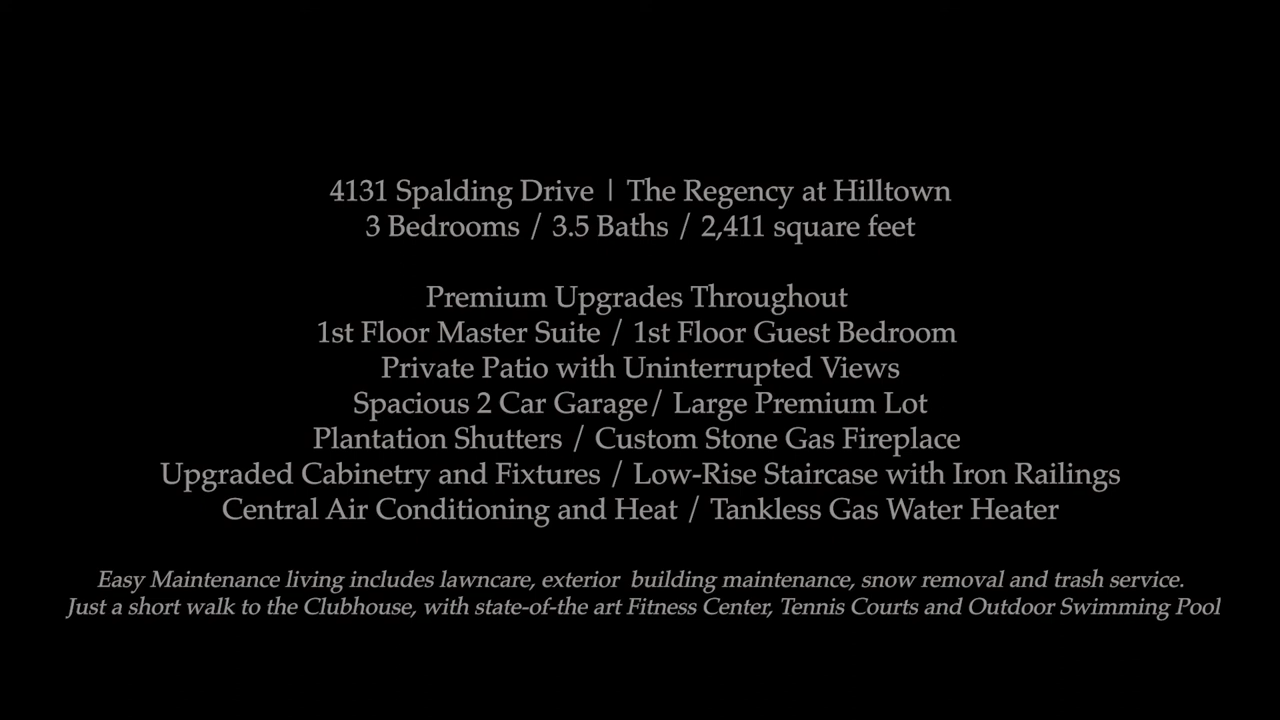 4131 Spalding Drive | The Regency at Hilltown
3 Bedrooms / 3.5 Baths / 2,411 square feet
Premium Upgrades Throughout
1st Floor Master Suite / 1st Floor Guest Bedroom
Private Patio with Uninterrupted Views
Spacious 2 Car Garage/ Large Premium Lot
Plantation Shutters / Custom Stone Gas Fireplace
Upgraded Cabinetry and Fixtures / Low-Rise Staircase with Iron Railings
Central Air Conditioning and Heat / Tankless Gas Water Heater
Easy Maintenance living includes lawncare, exterior  building maintenance, snow removal and trash service.
Just a short walk to the Clubhouse, with state-of-the art Fitness Center, Tennis Courts and Outdoor Swimming Pool